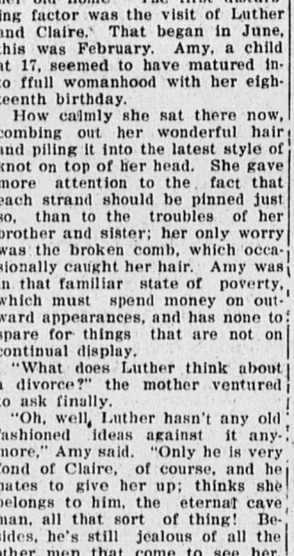 ing factor was the visit of Luther
and Claire. That began in June,
this was February. Amy, a child
at 17, seemed to have matured in-
to ffull womanhood with her eigh-
teenth birthday.
How calmly she sat there now,
combing out her wonderful hair
and piling it into the latest style of
knot on top of her head. She gave
more attention to the fact that
each strand should be pinned just
so, than to the troubles of her
brother and sister; her only worry
was the broken comb, which occa-
sionally caught her hair. Amy was
in that familiar state of poverty,
which must spend money on out-
ward appearances, and has none to
spare for things that are not on
continual display.
"What does Luther think about
a divorce?" the mother ventured
to ask finally.
"Oh, well, Luther hasn't any old
fashioned ideas against it any-
more," Amy said. "Only he is very
fond of Claire, of course, and he
hates to give her up; thinks she
belongs to him, the eternal cave
man, all that sort of thing! Be-
sides, he's still jealous of all the
other men that come to see her